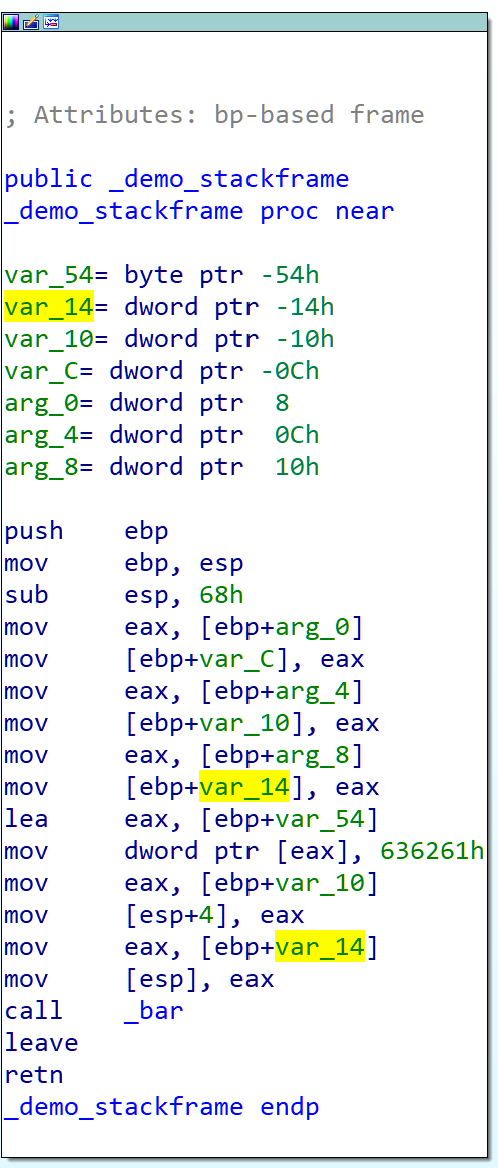 ; Attributes: bp-based frame
public _demo_stackframe
_demo_stackframe proc near
var_54= byte ptr -54h
var_14= dword ptr -14h
var_10= dword ptr -10h
var_C= dword ptr -0Ch
arg_0= dword ptr  8
arg_4= dword ptr  0Ch
arg_8= dword ptr  10h
push    ebp
mov     ebp, esp
sub     esp, 68h
mov     eax, [ebp+arg_0]
mov     [ebp+var_C], eax
mov     eax, [ebp+arg_4]
mov     [ebp+var_10], eax
mov     eax, [ebp+arg_8]
mov     [ebp+var_14], eax
lea     eax, [ebp+var_54]
mov     dword ptr [eax], 636261h
mov     eax, [ebp+var_10]
mov     [esp+4], eax
mov     eax, [ebp+var_14]
mov     [esp], eax
call    _bar
leave
retn
_demo_stackframe endp